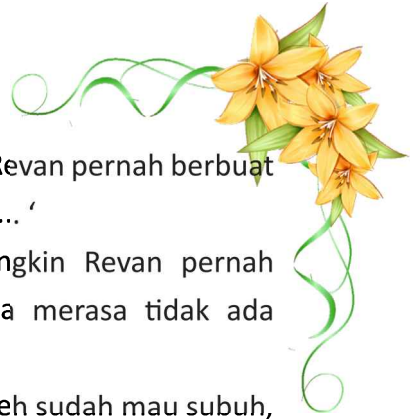 Revan pernah berbuat
... ‘
ngkin Revan pernah
a merasa tidak ada
eh sudah mau subuh,